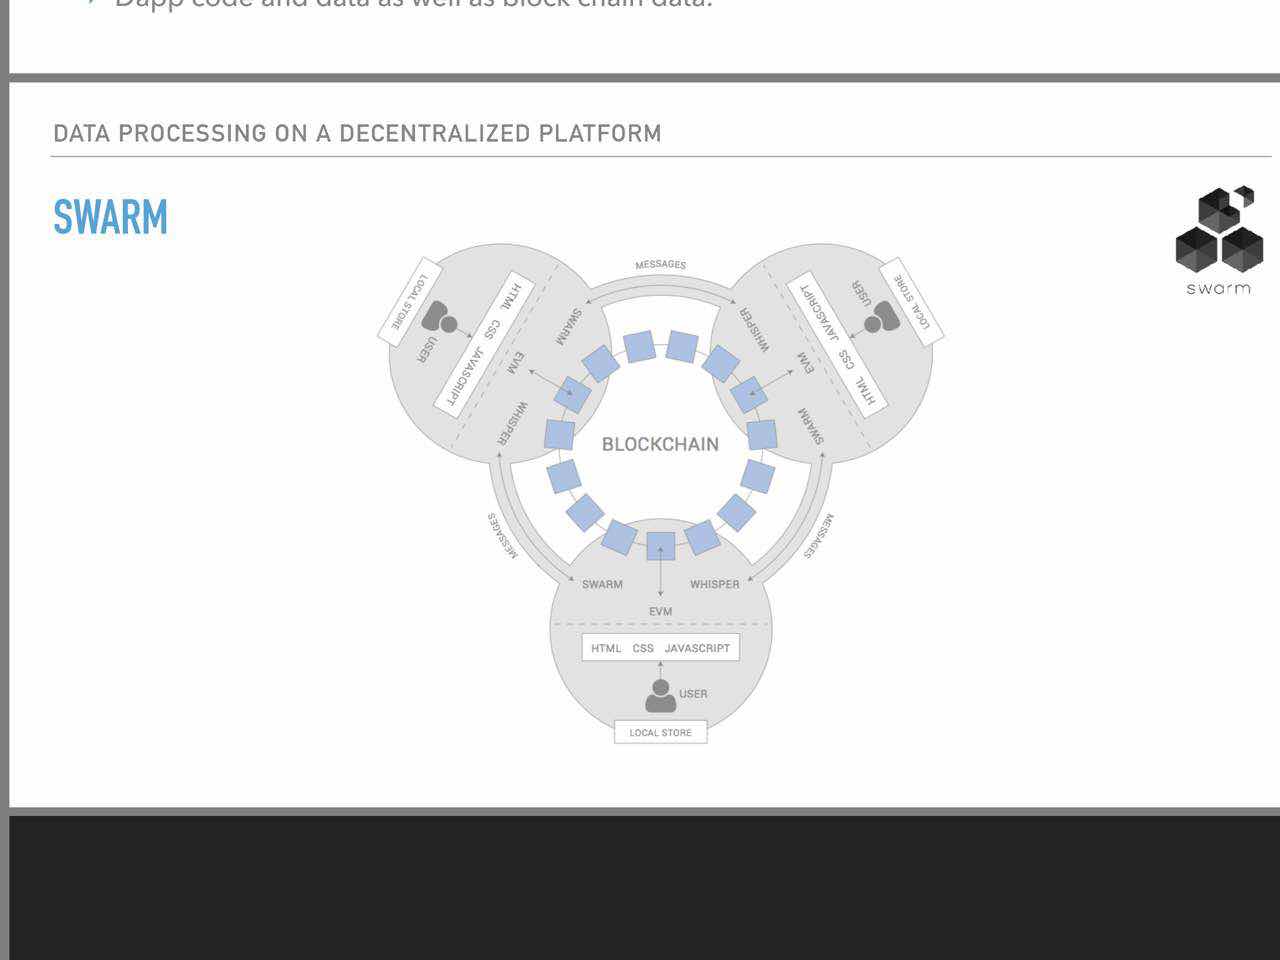 Dapp code and data as well as block chain data.
DATA PROCESSING ON A DECENTRALIZED PLATFORM
SWARM
swarm
MESSAGES
LOCAL STORE
USER
HTML CSS JAVASCRIPT
SWARM
EVM
WHISPER
LOCAL STORE
USER
HTML CSS JAVASCRIPT
WHISPER
EVM
SWARM
BLOCKCHAIN
MESSAGES
MESSAGES
SWARM
WHISPER
EVM
HTML CSS JAVASCRIPT
USER
LOCAL STORE